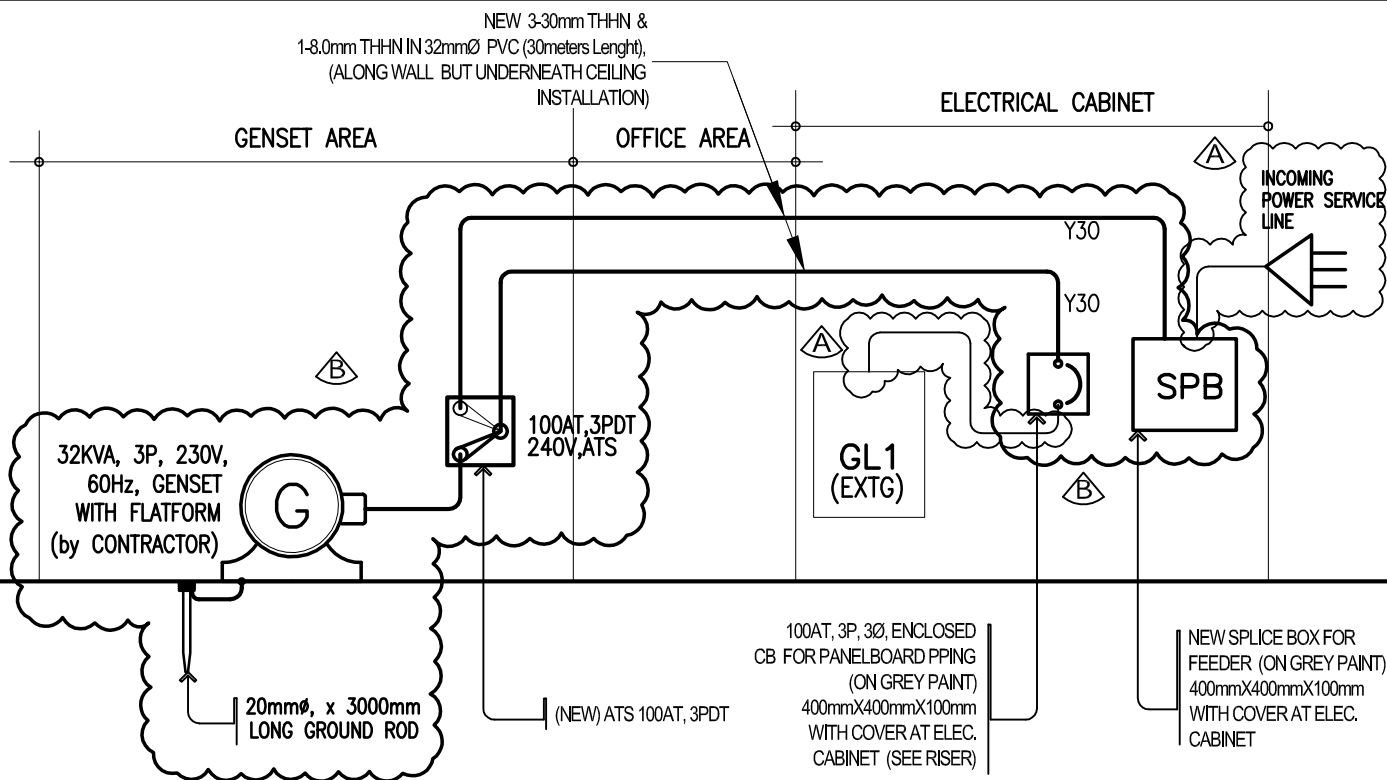 NEW 3-30mm THHN &
1-8.0mm THHN IN 32mmØ PVC (30meters Lenght),
(ALONG WALL BUT UNDERNEATH CEILING
INSTALLATION)
GENSET AREA
OFFICE AREA
ELECTRICAL CABINET
A
INCOMING
POWER SERVICE
LINE
Y30
Y30
A
B
SPB
100AT,3PDT
240V,ATS
32KVA, 3P, 230V,
60Hz, GENSET
WITH FLATFORM
(by CONTRACTOR)
G
GL1
(EXTG)
B
20mmø, x 3000mm
LONG GROUND ROD
(NEW) ATS 100AT, 3PDT
100AT, 3P, 3Ø, ENCLOSED
CB FOR PANELBOARD PPING
(ON GREY PAINT)
400mmX400mmX100mm
WITH COVER AT ELEC.
CABINET (SEE RISER)
NEW SPLICE BOX FOR
FEEDER (ON GREY PAINT)
400mmX400mmX100mm
WITH COVER AT ELEC.
CABINET